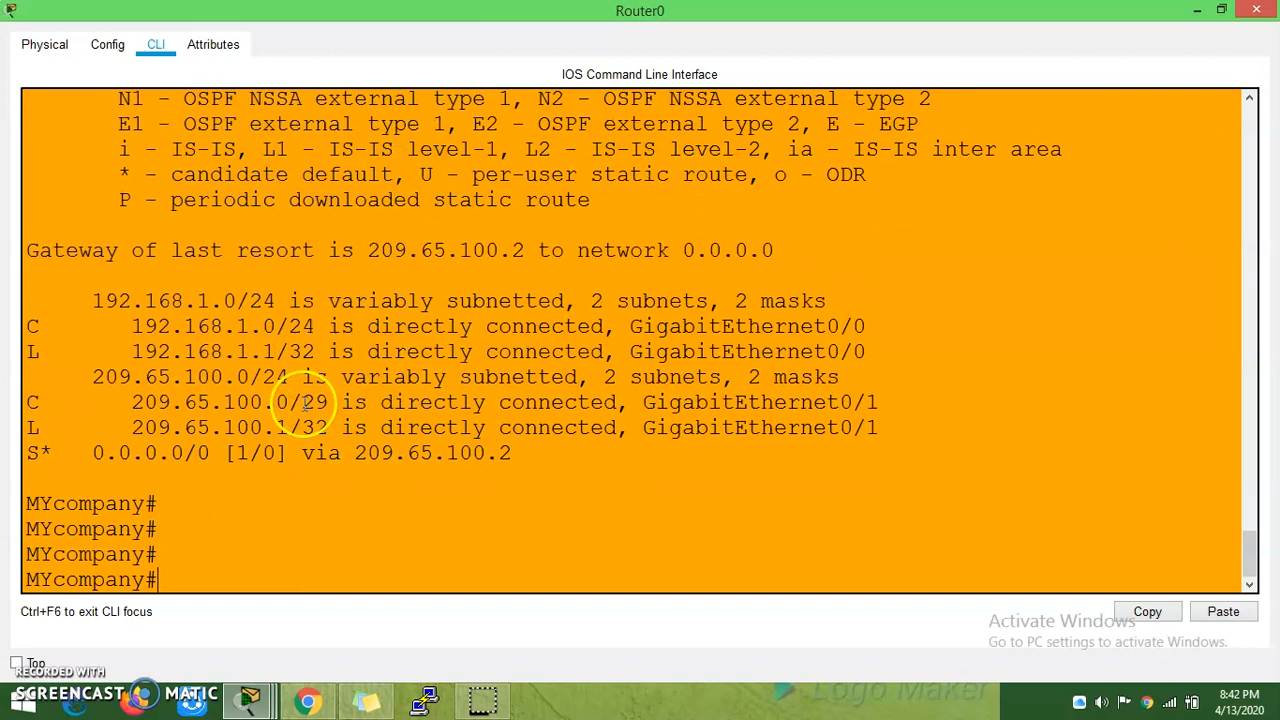 Router0
Physical Config CLI Attributes
IOS Command Line Interface
N1 - OSPF NSSA external type 1, N2 - OSPF NSSA external type 2
E1 - OSPF external type 1, E2 - OSPF external type 2, E - EGP
i - IS-IS, L1 - IS-IS level-1, L2 - IS-IS level-2, ia - IS-IS inter area
* - candidate default, U - per-user static route, o - ODR
P - periodic downloaded static route
Gateway of last resort is 209.65.100.2 to network 0.0.0.0
192.168.1.0/24 is variably subnetted, 2 subnets, 2 masks
C 192.168.1.0/24 is directly connected, GigabitEthernet0/0
L 192.168.1.1/32 is directly connected, GigabitEthernet0/0
209.65.100.0/24 is variably subnetted, 2 subnets, 2 masks
C 209.65.100.0/29 is directly connected, GigabitEthernet0/1
L 209.65.100.1/32 is directly connected, GigabitEthernet0/1
S* 0.0.0.0/0 [1/0] via 209.65.100.2
MYcompany#
MYcompany#
MYcompany#
MYcompany#
Ctrl+F6 to exit CLI focus
Copy Paste
Activate Windows
Go to PC settings to activate Windows.
Top
RECORDED WITH
SCREENCAST MATIC
Logo Maker
8:42 PM
4/13/2020